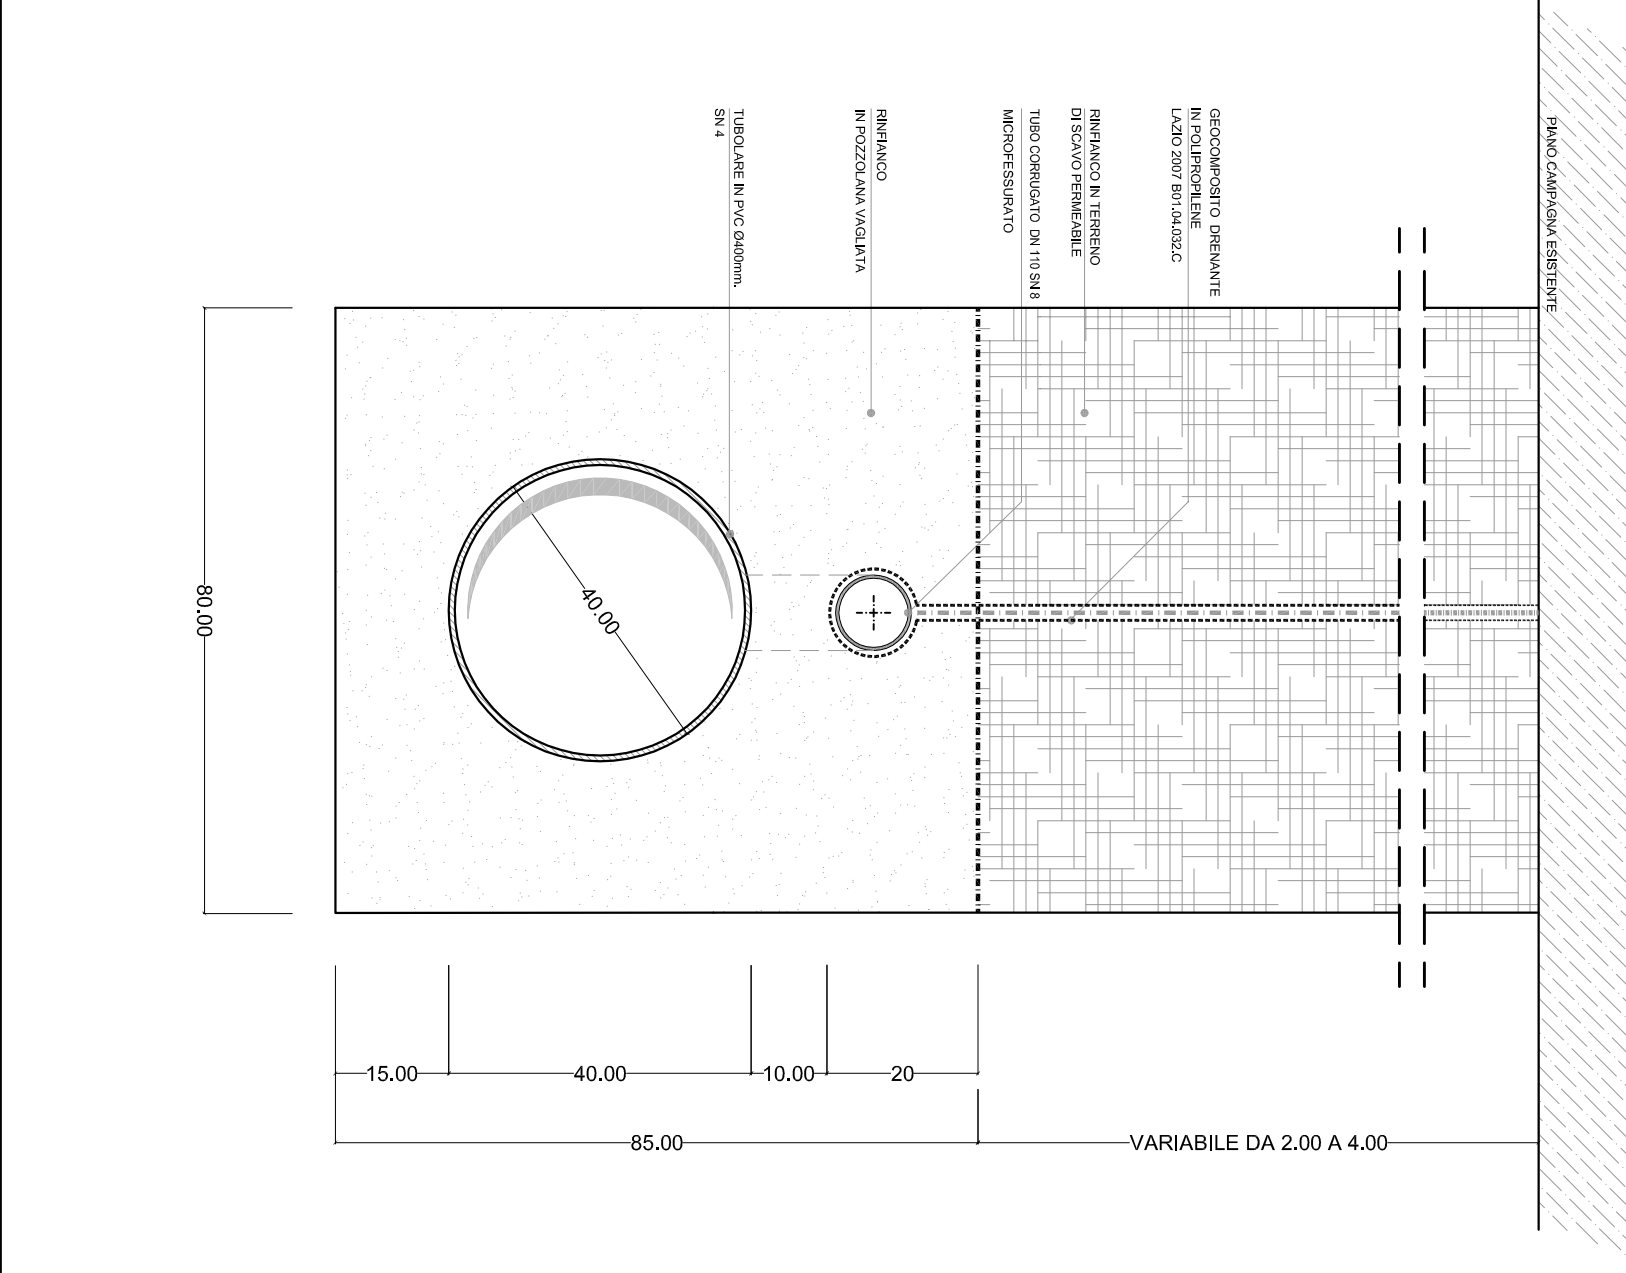 PIANO CAMPAGNA ESISTENTE
GEOCOMPOSITO DRENANTE
IN POLIPROPILENE
LAZIO 2007 B01.04.032.C
RINFIANCO IN TERRENO
DI SCAVO PERMEABILE
TUBO CORRUGATO DN 110 SN 8
MICROFESSURATO
RINFIANCO
IN POZZOLANA VAGLIATA
TUBOLARE IN PVC Ø400mm.
SN 4
40.00
80.00
15.00
40.00
10.00
20
85.00
VARIABILE DA 2.00 A 4.00